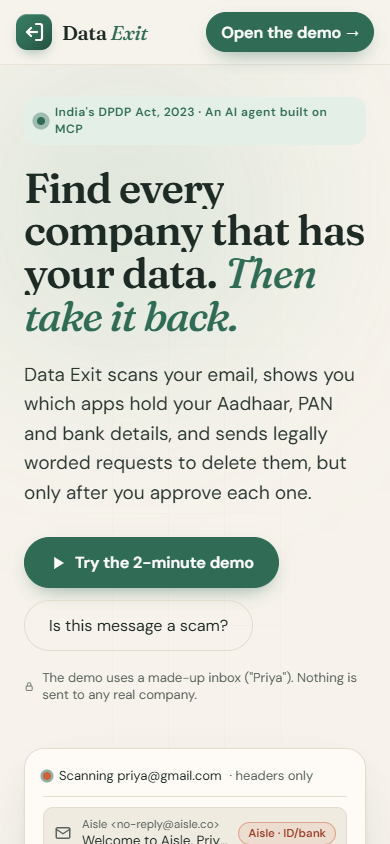 Data Exit
Open the demo →
India's DPDP Act, 2023 · An AI agent built on
MCP
Find every
company that has
your data. Then
take it back.
Data Exit scans your email, shows you
which apps hold your Aadhaar, PAN
and bank details, and sends legally
worded requests to delete them, but
only after you approve each one.
Try the 2-minute demo
Is this message a scam?
The demo uses a made-up inbox ("Priya"). Nothing is
sent to any real company.
Scanning priya@gmail.com · headers only
Aisle <no-reply@aisle.co>
Welcome to Aisle, Priy...
Aisle · ID/bank